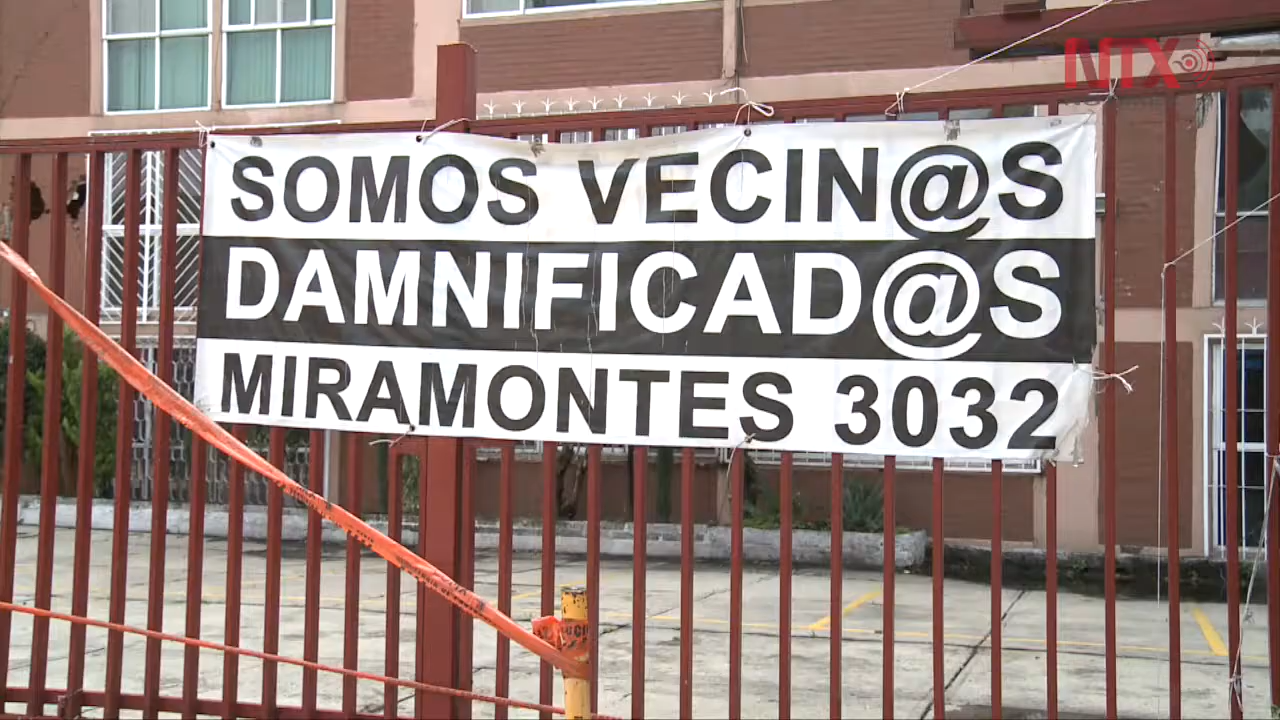 NTX
SOMOS VECIN@S
DAMNIFICAD@S
MIRAMONTES 3032